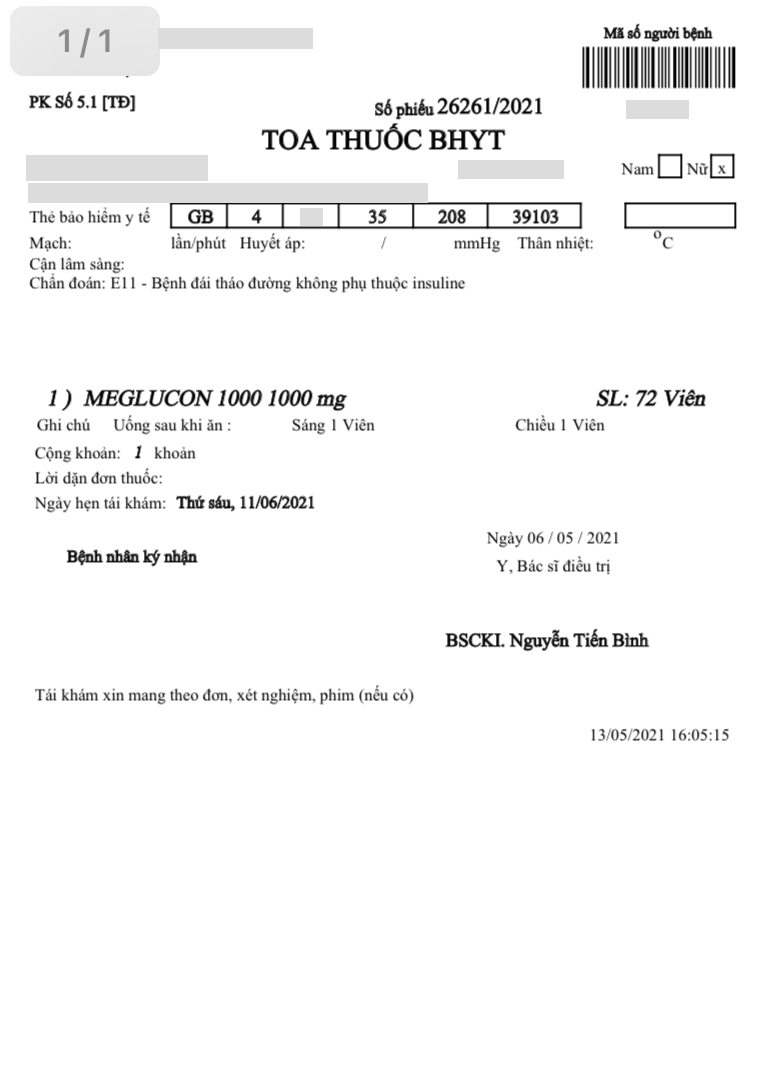 1/1
Mã số người bệnh
PK Số 5.1 [TĐ]
Số phiếu 26261/2021
TOA THUỐC BHYT
Nam Nữ x
Thẻ bảo hiểm y tế GB 4 35 208 39103
Mạch: lần/phút Huyết áp: / mmHg Thân nhiệt: °C
Cận lâm sàng:
Chẩn đoán: E11 - Bệnh đái tháo đường không phụ thuộc insuline
1 ) MEGLUCON 1000 1000 mg SL: 72 Viên
Ghi chú Uống sau khi ăn : Sáng 1 Viên Chiều 1 Viên
Cộng khoản: 1 khoản
Lời dặn đơn thuốc:
Ngày hẹn tái khám: Thứ sáu, 11/06/2021
Ngày 06 / 05 / 2021
Bệnh nhân ký nhận
Y, Bác sĩ điều trị
BSCKI. Nguyễn Tiến Bình
Tái khám xin mang theo đơn, xét nghiệm, phim (nếu có)
13/05/2021 16:05:15